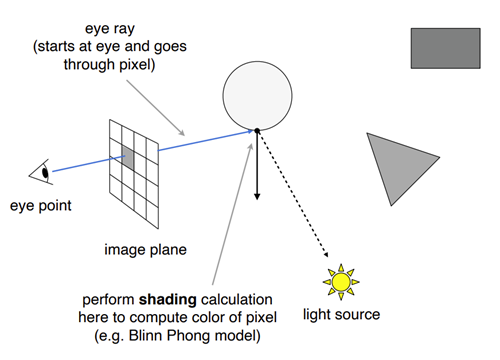 eye ray
(starts at eye and goes
through pixel)
eye point
image plane
perform shading calculation
here to compute color of pixel
(e.g. Blinn Phong model)
light source